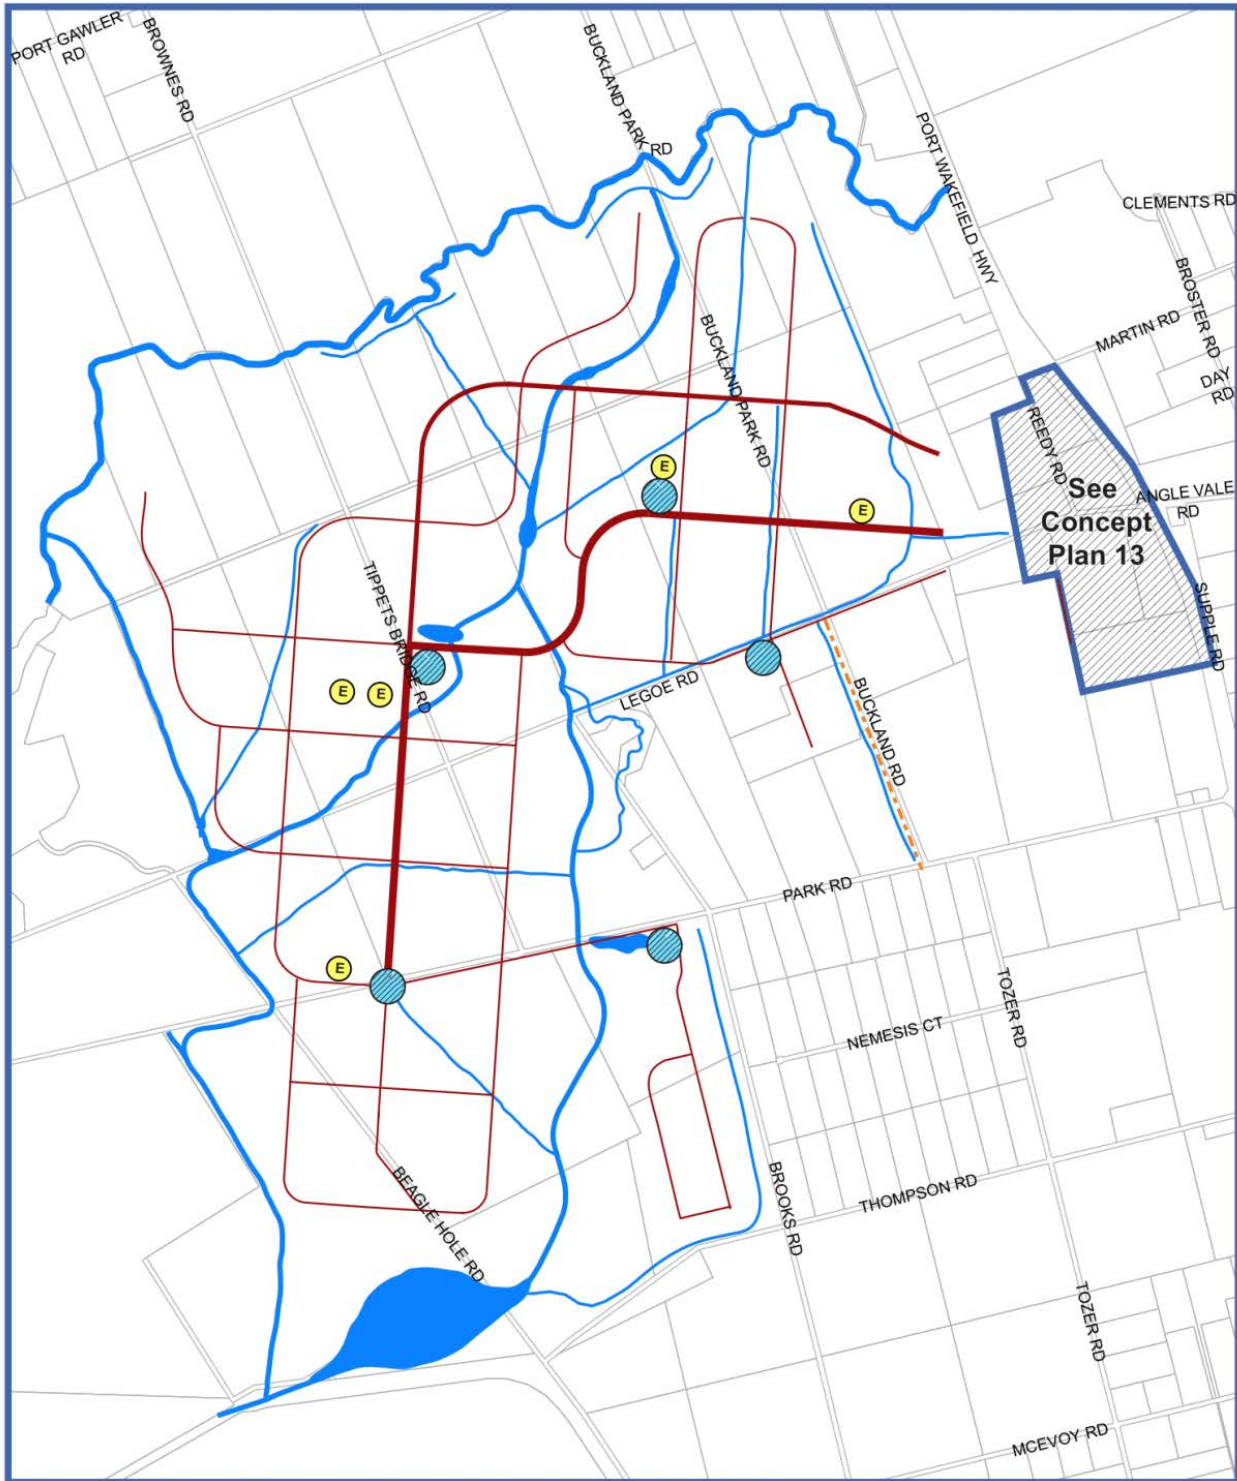 PORT GAWLER
RD
BROWNES RD
BUCKLAND PARK RD
PORT WAKEFIELD HWY
CLEMENTS RD
BROSTER RD
MARTIN RD
DAY
RD
BUCKLAND PARK RD
REEDY RD
E
See
Concept
Plan 13
ANGLE VALE
RD
E
TIPPETS BRIDGE RD
SUPPLE RD
E
E
LEGOE RD
BUCKLAND RD
PARK RD
E
TOZER RD
NEMESIS CT
BEAGLE HOLE RD
BROOKS RD
THOMPSON RD
TOZER RD
MCEVOY RD